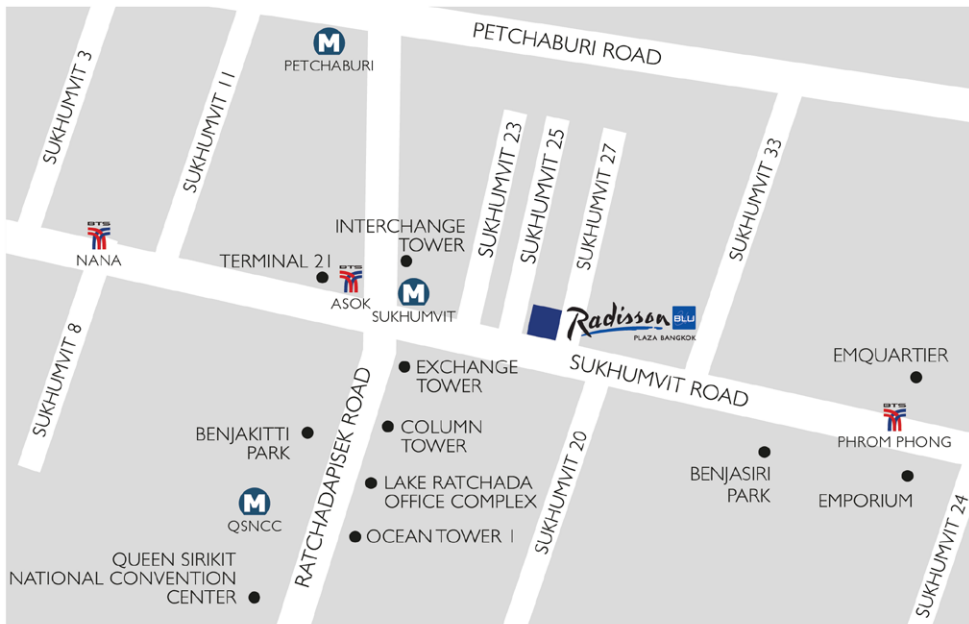 PETCHABURI ROAD
M
PETCHABURI
SUKHUMVIT 3
SUKHUMVIT 11
SUKHUMVIT 23
SUKHUMVIT 25
SUKHUMVIT 27
SUKHUMVIT 33
BTS
NANA
INTERCHANGE
TOWER
TERMINAL 21
BTS
ASOK
M
SUKHUMVIT
Radisson
BLU
PLAZA BANGKOK
SUKHUMVIT ROAD
SUKHUMVIT 8
EXCHANGE
TOWER
EMQUARTIER
BTS
PHROM PHONG
BENJAKITTI
PARK
RATCHADAPISEK ROAD
COLUMN
TOWER
SUKHUMVIT 20
BENJASIRI
PARK
EMPORIUM
LAKE RATCHADA
OFFICE COMPLEX
M
QSNCC
OCEAN TOWER 1
SUKHUMVIT 24
QUEEN SIRIKIT
NATIONAL CONVENTION
CENTER